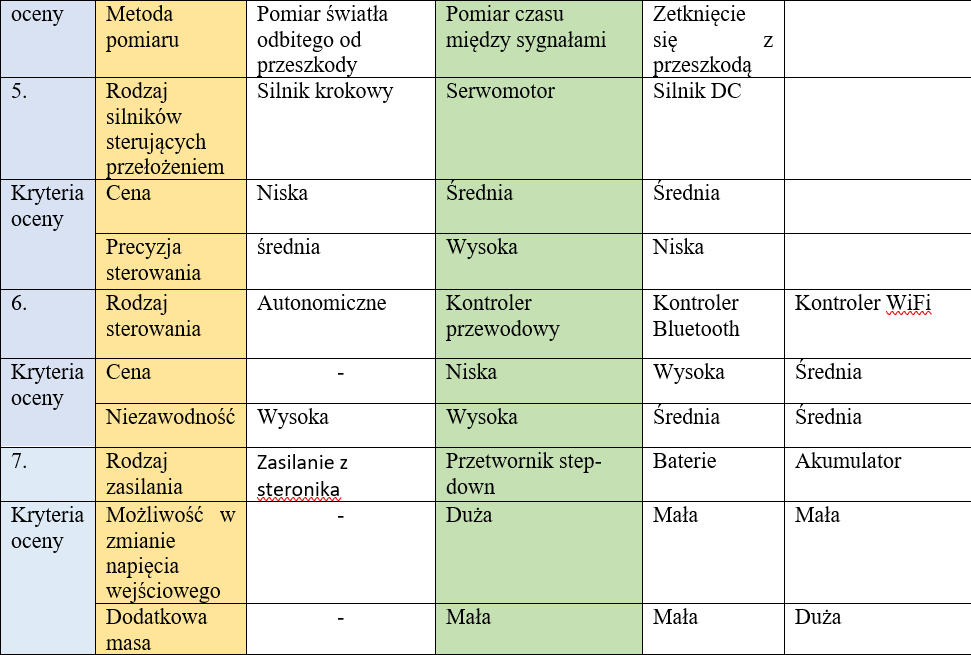 oceny
Metoda
pomiaru
Pomiar światła
odbitego od
przeszkody
Pomiar czasu
między sygnałami
Zetknięcie
się z
przeszkodą
5.
Rodzaj
silników
sterujących
przełożeniem
Silnik krokowy
Serwomotor
Silnik DC
Kryteria
oceny
Cena
Niska
Średnia
Średnia
Precyzja
sterowania
średnia
Wysoka
Niska
6.
Rodzaj
sterowania
Autonomiczne
Kontroler
przewodowy
Kontroler
Bluetooth
Kontroler WiFi
Kryteria
oceny
Cena
-
Niska
Wysoka
Średnia
Niezawodność
Wysoka
Wysoka
Średnia
Średnia
7.
Rodzaj
zasilania
Zasilanie z
steronika
Przetwornik step-
down
Baterie
Akumulator
Kryteria
oceny
Możliwość w
zmianie
napięcia
wejściowego
-
Duża
Mała
Mała
Dodatkowa
masa
-
Mała
Mała
Duża